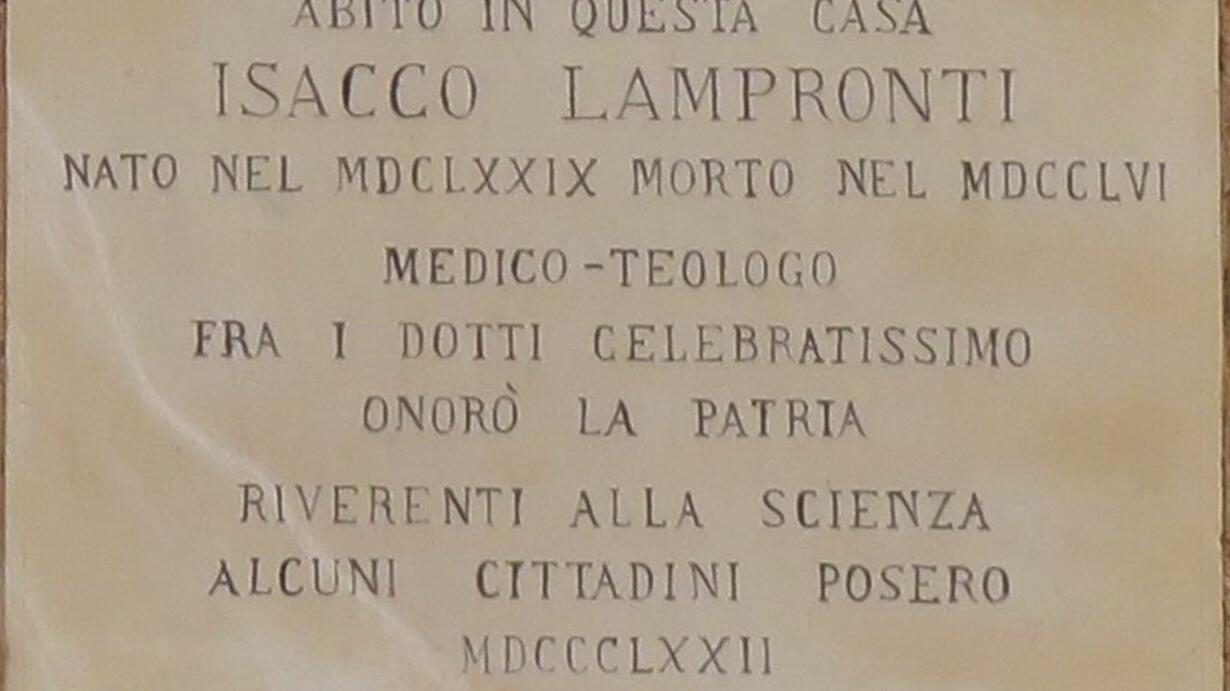 ABITÒ IN QUESTA CASA
ISACCO LAMPRONTI
NATO NEL MDCLXXIX MORTO NEL MDCCLVI
MEDICO-TEOLOGO
FRA I DOTTI CELEBRATISSIMO
ONORÒ LA PATRIA
RIVERENTI ALLA SCIENZA
ALCUNI CITTADINI POSERO
MDCCCLXXII